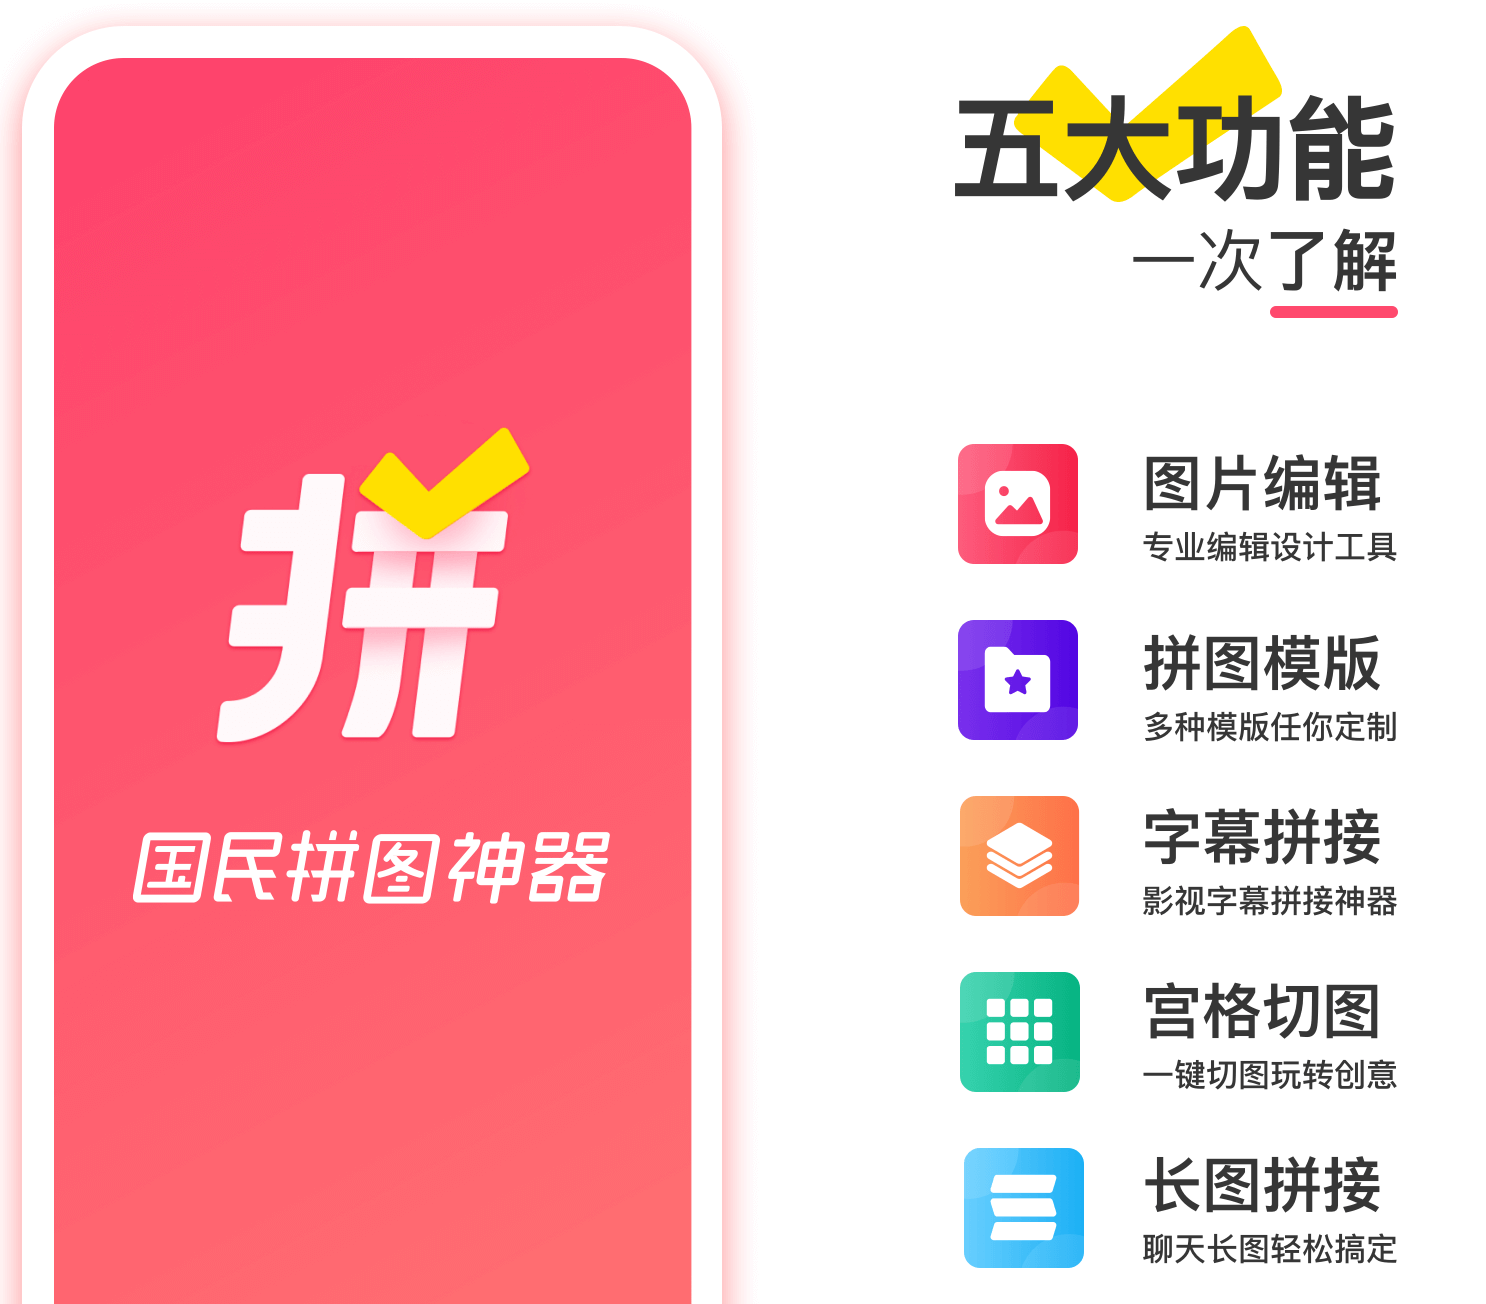 拼
国民拼图神器
五大功能
一次了解
图片编辑
专业编辑设计工具
拼图模版
多种模版任你定制
字幕拼接
影视字幕拼接神器
宫格切图
一键切图玩转创意
长图拼接
聊天长图轻松搞定